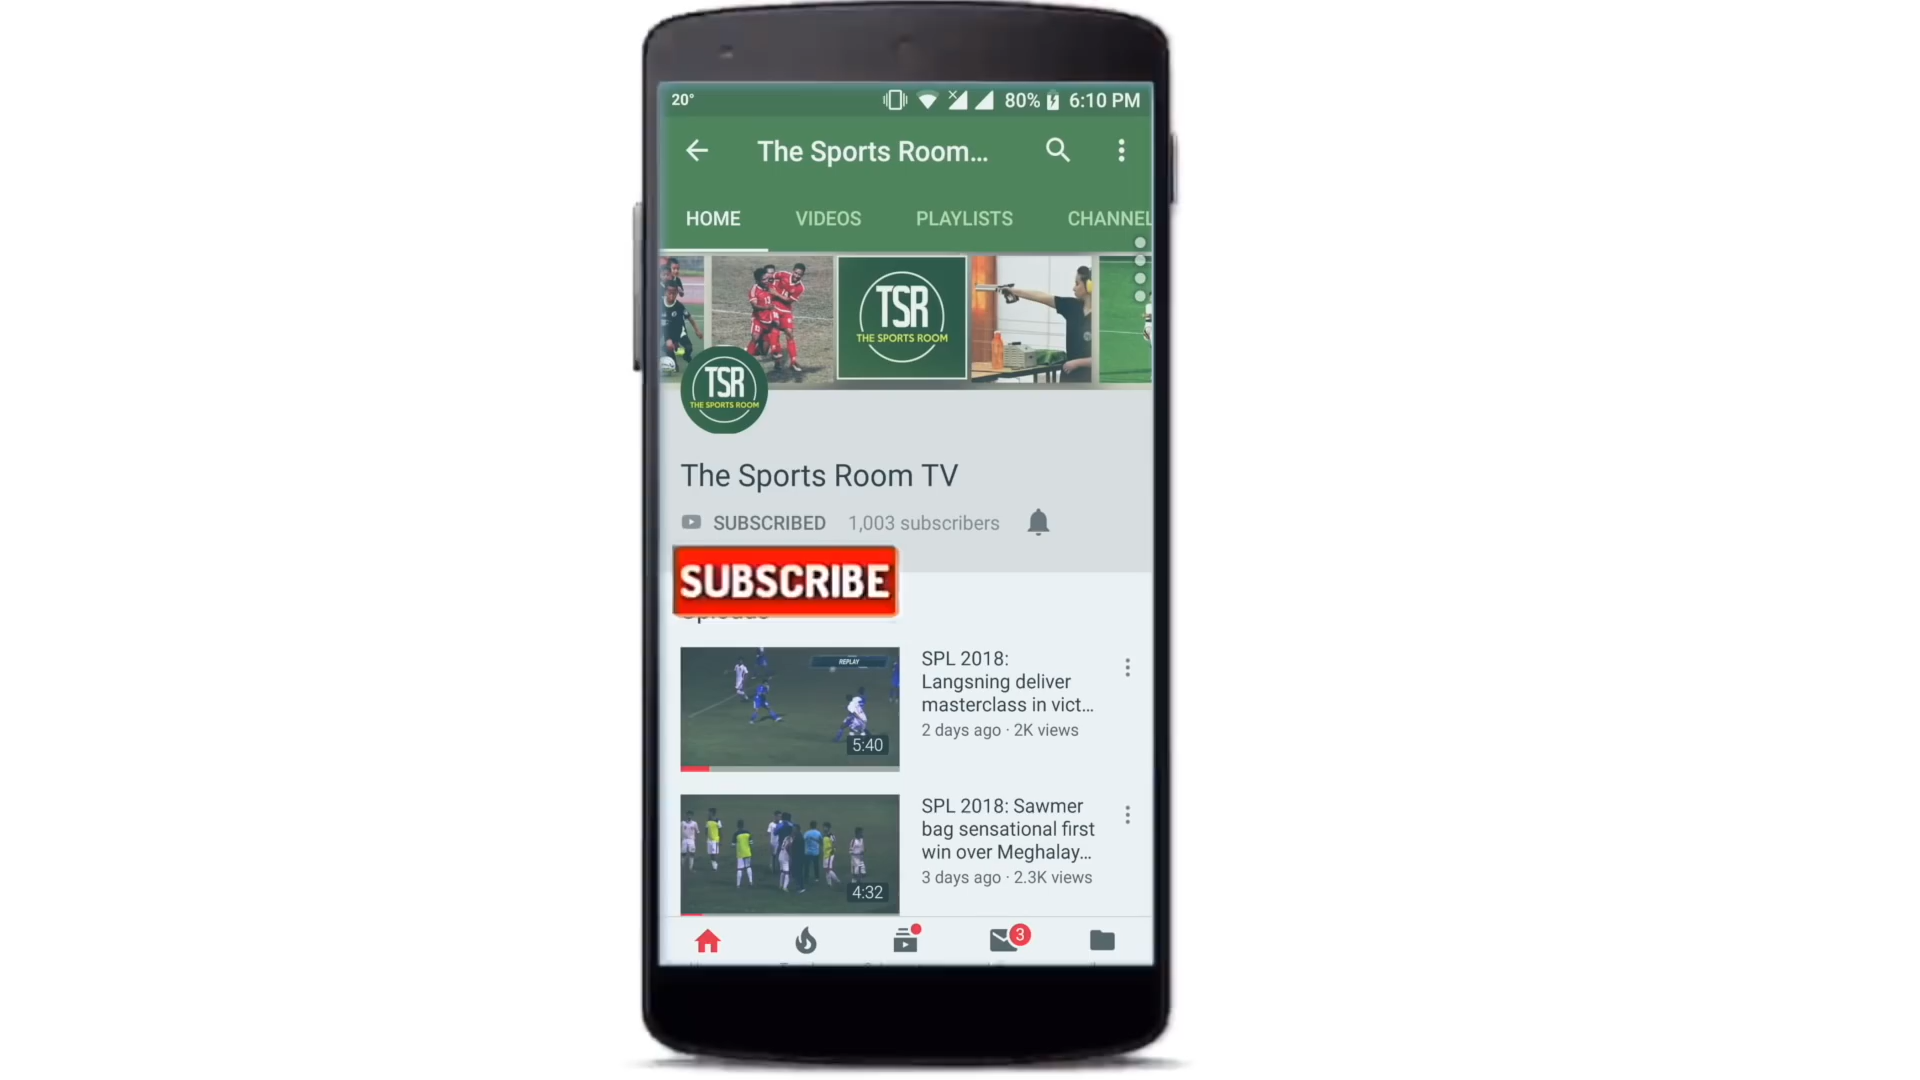 20°
80%
6:10 PM
The Sports Room...
HOME
VIDEOS
PLAYLISTS
CHANNEL
TSR
THE SPORTS ROOM
TSR
THE SPORTS ROOM
The Sports Room TV
SUBSCRIBED
1,003 subscribers
SUBSCRIBE
REPLAY
5:40
SPL 2018:
Langsning deliver
masterclass in vict...
2 days ago · 2K views
4:32
SPL 2018: Sawmer
bag sensational first
win over Meghalay...
3 days ago · 2.3K views
3